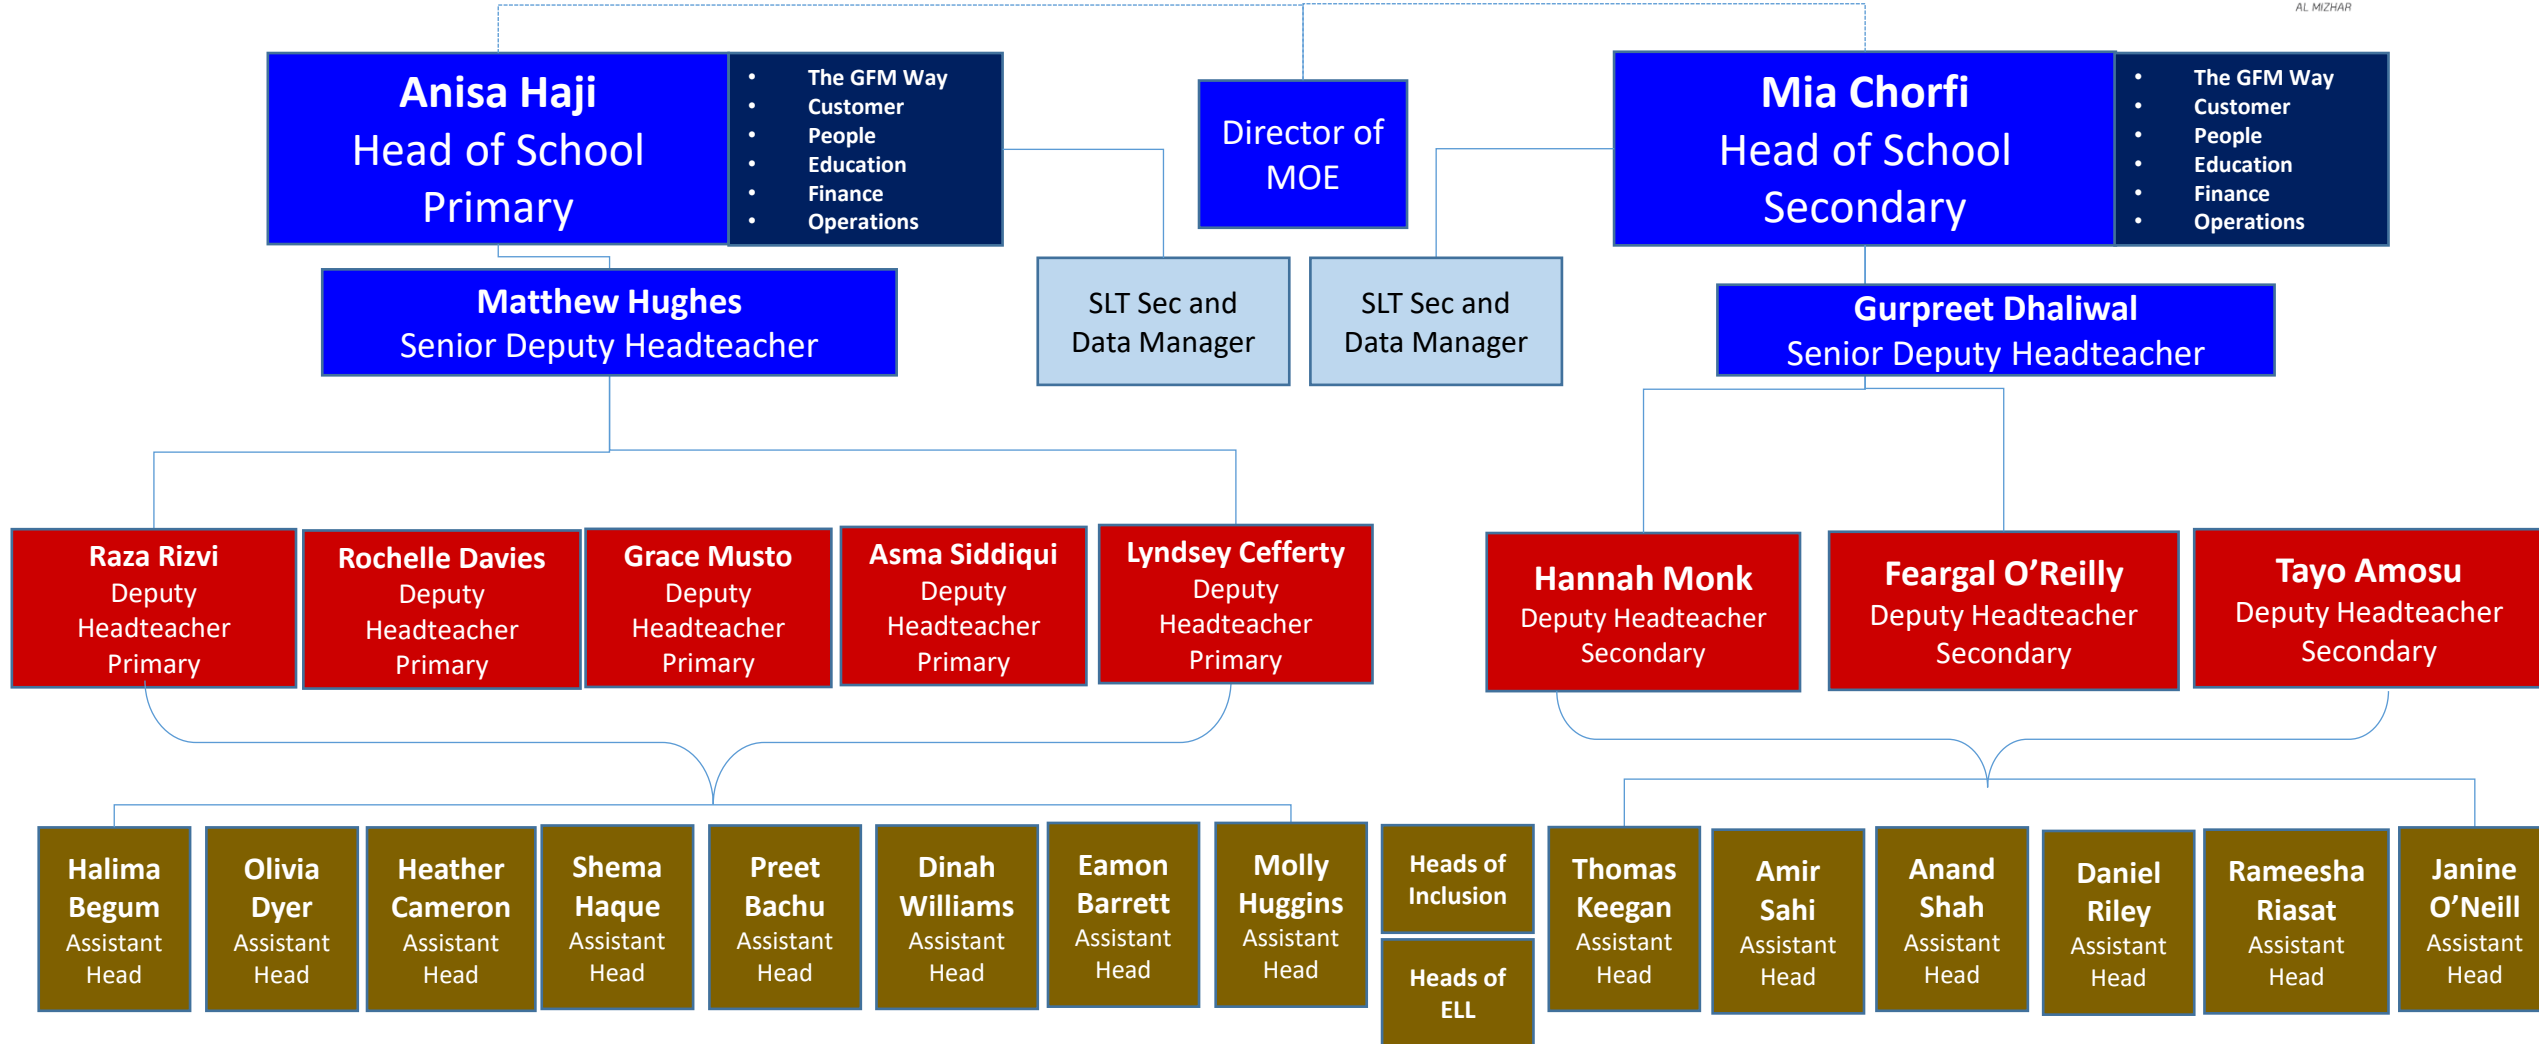 AL MIZHAR
Anisa Haji
Head of School
Primary
• The GFM Way
• Customer
• People
• Education
• Finance
• Operations
Director of
MOE
Mia Chorfi
Head of School
Secondary
• The GFM Way
• Customer
• People
• Education
• Finance
• Operations
Matthew Hughes
Senior Deputy Headteacher
SLT Sec and
Data Manager
SLT Sec and
Data Manager
Gurpreet Dhaliwal
Senior Deputy Headteacher
Raza Rizvi
Deputy
Headteacher
Primary
Rochelle Davies
Deputy
Headteacher
Primary
Grace Musto
Deputy
Headteacher
Primary
Asma Siddiqui
Deputy
Headteacher
Primary
Lyndsey Cefferty
Deputy
Headteacher
Primary
Hannah Monk
Deputy Headteacher
Secondary
Feargal O’Reilly
Deputy Headteacher
Secondary
Tayo Amosu
Deputy Headteacher
Secondary
Halima
Begum
Assistant
Head
Olivia
Dyer
Assistant
Head
Heather
Cameron
Assistant
Head
Shema
Haque
Assistant
Head
Preet
Bachu
Assistant
Head
Dinah
Williams
Assistant
Head
Eamon
Barrett
Assistant
Head
Molly
Huggins
Assistant
Head
Heads of
Inclusion
Heads of
ELL
Thomas
Keegan
Assistant
Head
Amir
Sahi
Assistant
Head
Anand
Shah
Assistant
Head
Daniel
Riley
Assistant
Head
Rameesha
Riasat
Assistant
Head
Janine
O’Neill
Assistant
Head